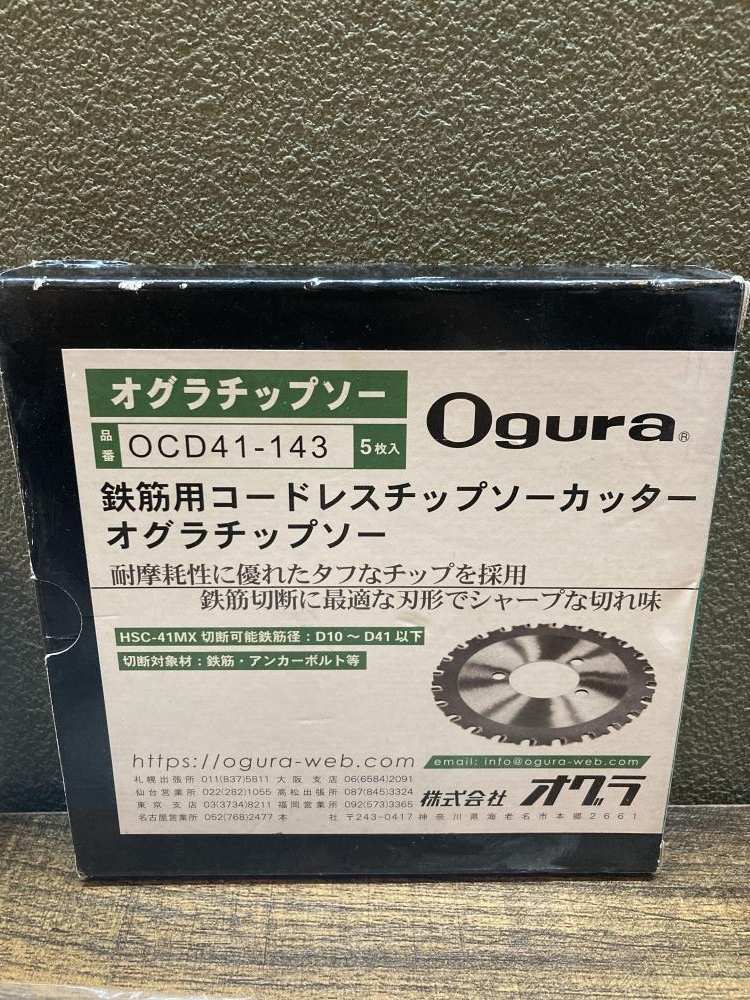 オグラチップソー
Ogura®
品番 OCD41-143 5枚入
鉄筋用コードレスチップソーカッター
オグラチップソー
耐摩耗性に優れたタフなチップを採用
鉄筋切断に最適な刃形でシャープな切れ味
HSC-41MX 切断可能鉄筋径：D10～D41 以下
切断対象材：鉄筋・アンカーボルト等
https://ogura-web.com
email: info@ogura-web.com
札幌出張所 011(837)5811 大阪支店 06(6584)2091
仙台営業所 022(282)1055 高松出張所 087(845)3324
東京支店 03(3734)8211 福岡営業所 092(573)3365
名古屋営業所 052(768)2477 本社 〒243-0417 神奈川県海老名市本郷2661
株式会社 オグラ